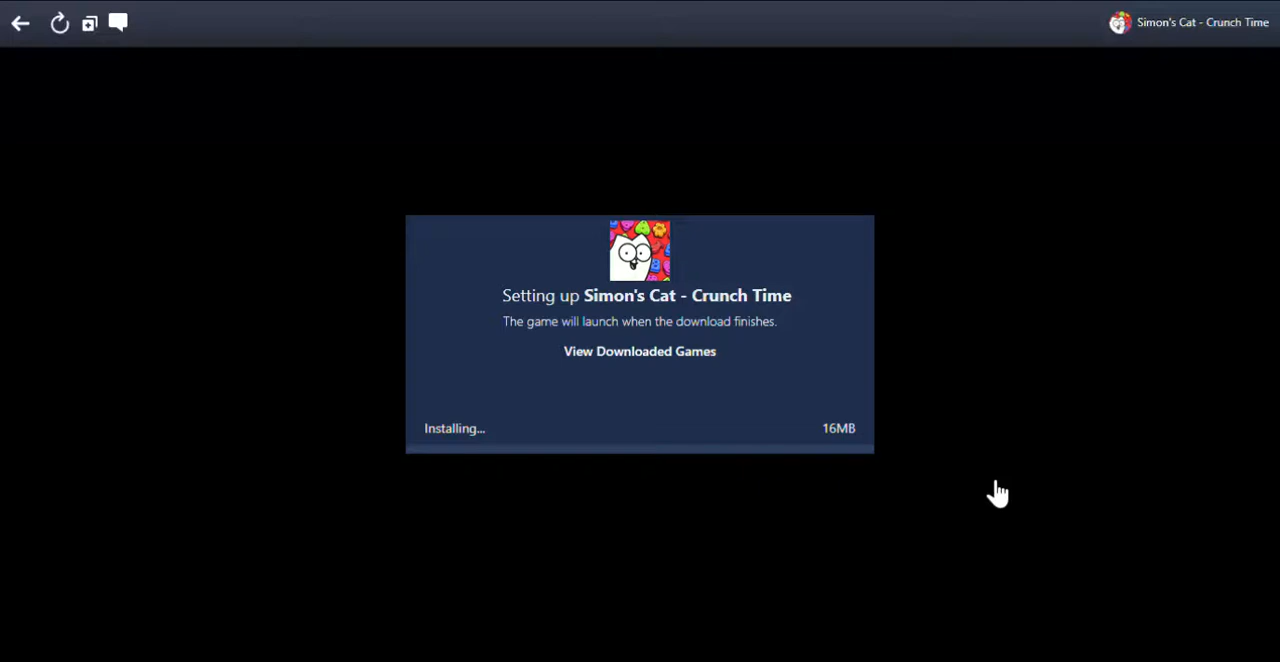 Simon's Cat - Crunch Time
Setting up Simon's Cat - Crunch Time
The game will launch when the download finishes.
View Downloaded Games
Installing... 16MB